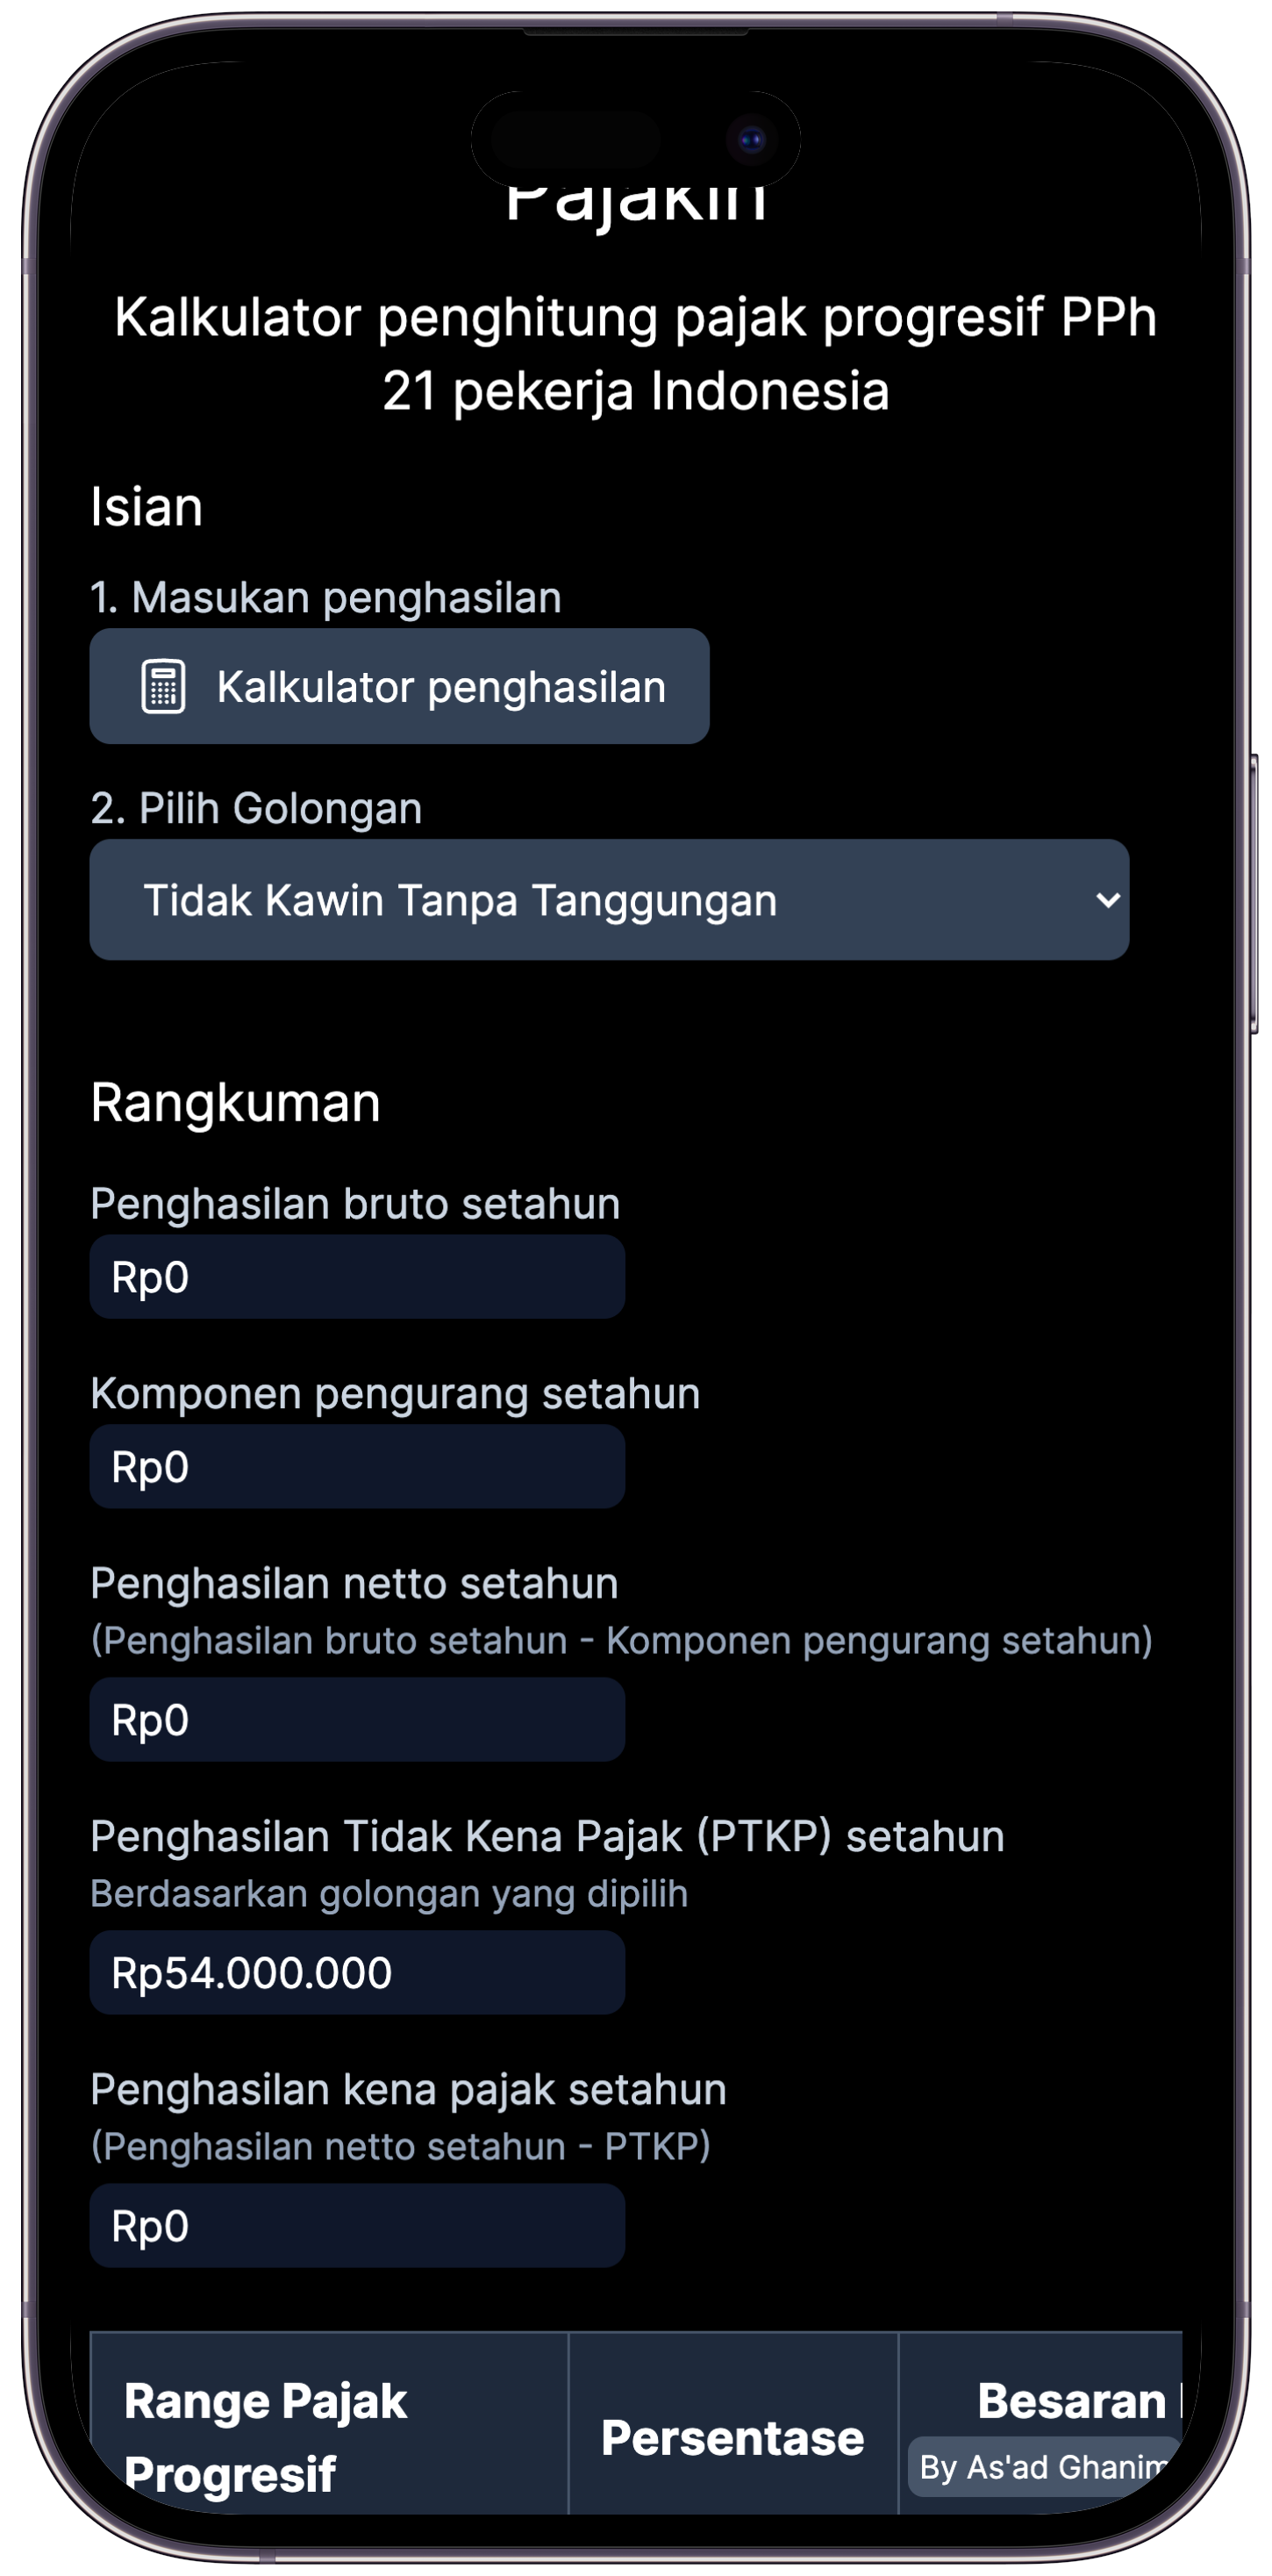 Pajakin
Kalkulator penghitung pajak progresif PPh
21 pekerja Indonesia
Isian
1. Masukan penghasilan
Kalkulator penghasilan
2. Pilih Golongan
Tidak Kawin Tanpa Tanggungan
Rangkuman
Penghasilan bruto setahun
Rp0
Komponen pengurang setahun
Rp0
Penghasilan netto setahun
(Penghasilan bruto setahun - Komponen pengurang setahun)
Rp0
Penghasilan Tidak Kena Pajak (PTKP) setahun
Berdasarkan golongan yang dipilih
Rp54.000.000
Penghasilan kena pajak setahun
(Penghasilan netto setahun - PTKP)
Rp0
Range Pajak
Progresif
Persentase
Besaran
By As'ad Ghanim